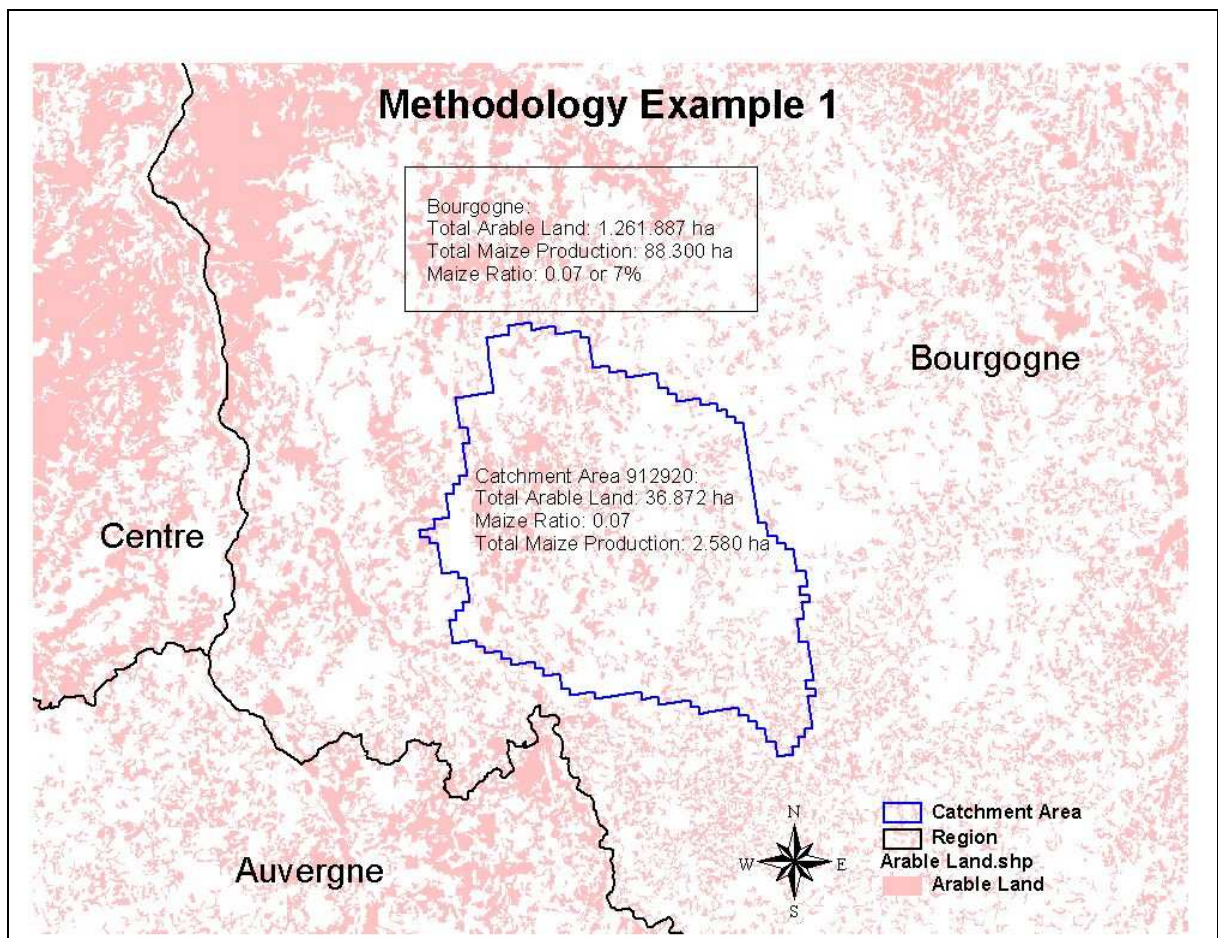 Methodology Example 1
Bourgogne:
Total Arable Land: 1.261.887 ha
Total Maize Production: 88.300 ha
Maize Ratio: 0.07 or 7%
Bourgogne
Catchment Area 912920:
Total Arable Land: 36.872 ha
Maize Ratio: 0.07
Total Maize Production: 2.580 ha
Centre
Auvergne
N
W
E
S
Catchment Area
Region
Arable Land.shp
Arable Land